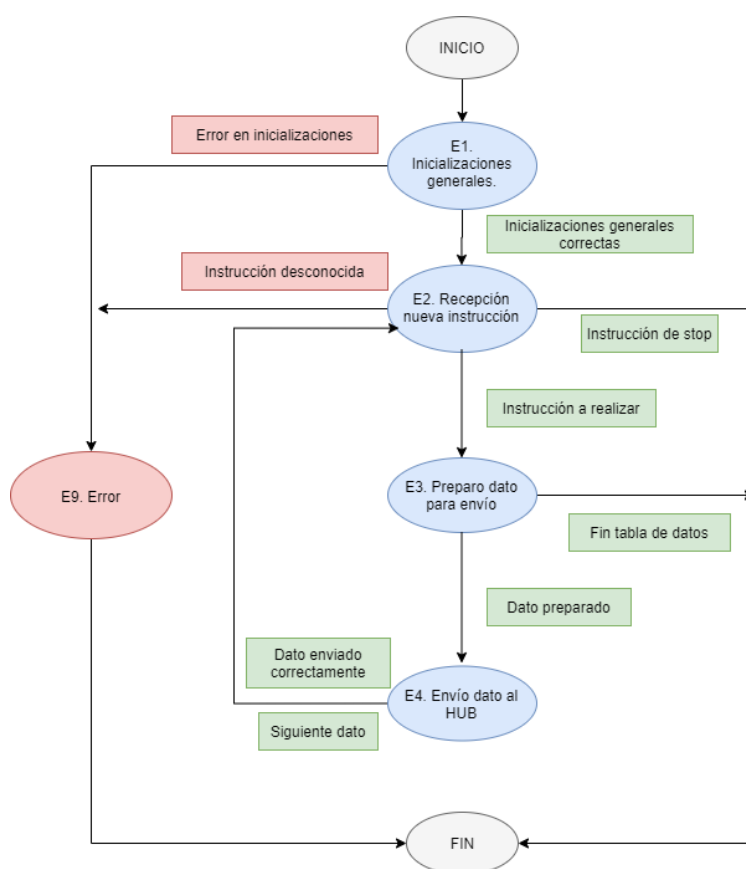 INICIO
Error en inicializaciones
E1.
Inicializaciones
generales.
Inicializaciones generales
correctas
Instrucción desconocida
E2. Recepción
nueva instrucción
Instrucción de stop
Instrucción a realizar
E9. Error
E3. Preparo dato
para envío
Fin tabla de datos
Dato preparado
Dato enviado
correctamente
E4. Envío dato al
HUB
Siguiente dato
FIN